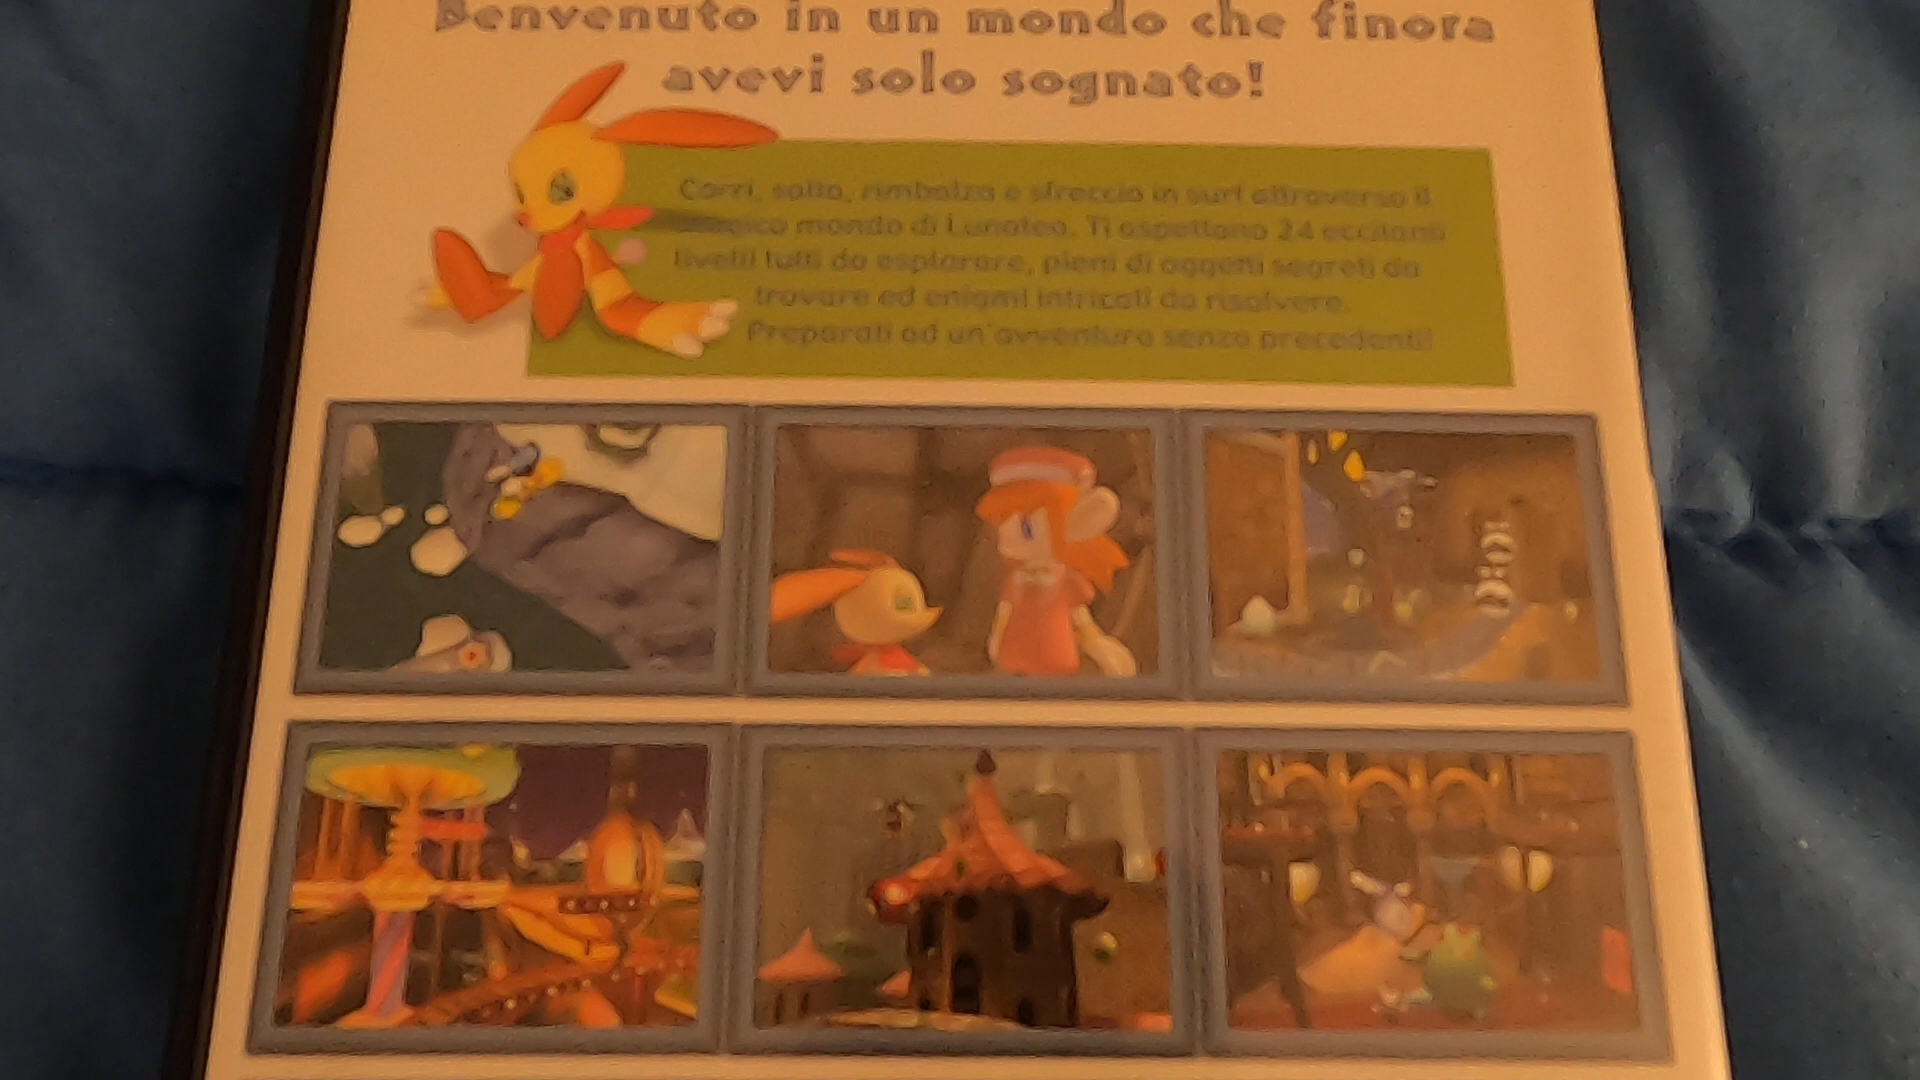 Benvenuto in un mondo che finora
avevi solo sognato!
Corri, salta, rimbalza e sfreccia in surf attraverso il
magico mondo di Lunatea. Ti aspettano 24 eccitanti
livelli tutti da esplorare, pieni di oggetti segreti da
trovare ed enigmi intricati da risolvere.
Preparati ad un'avventura senza precedenti!